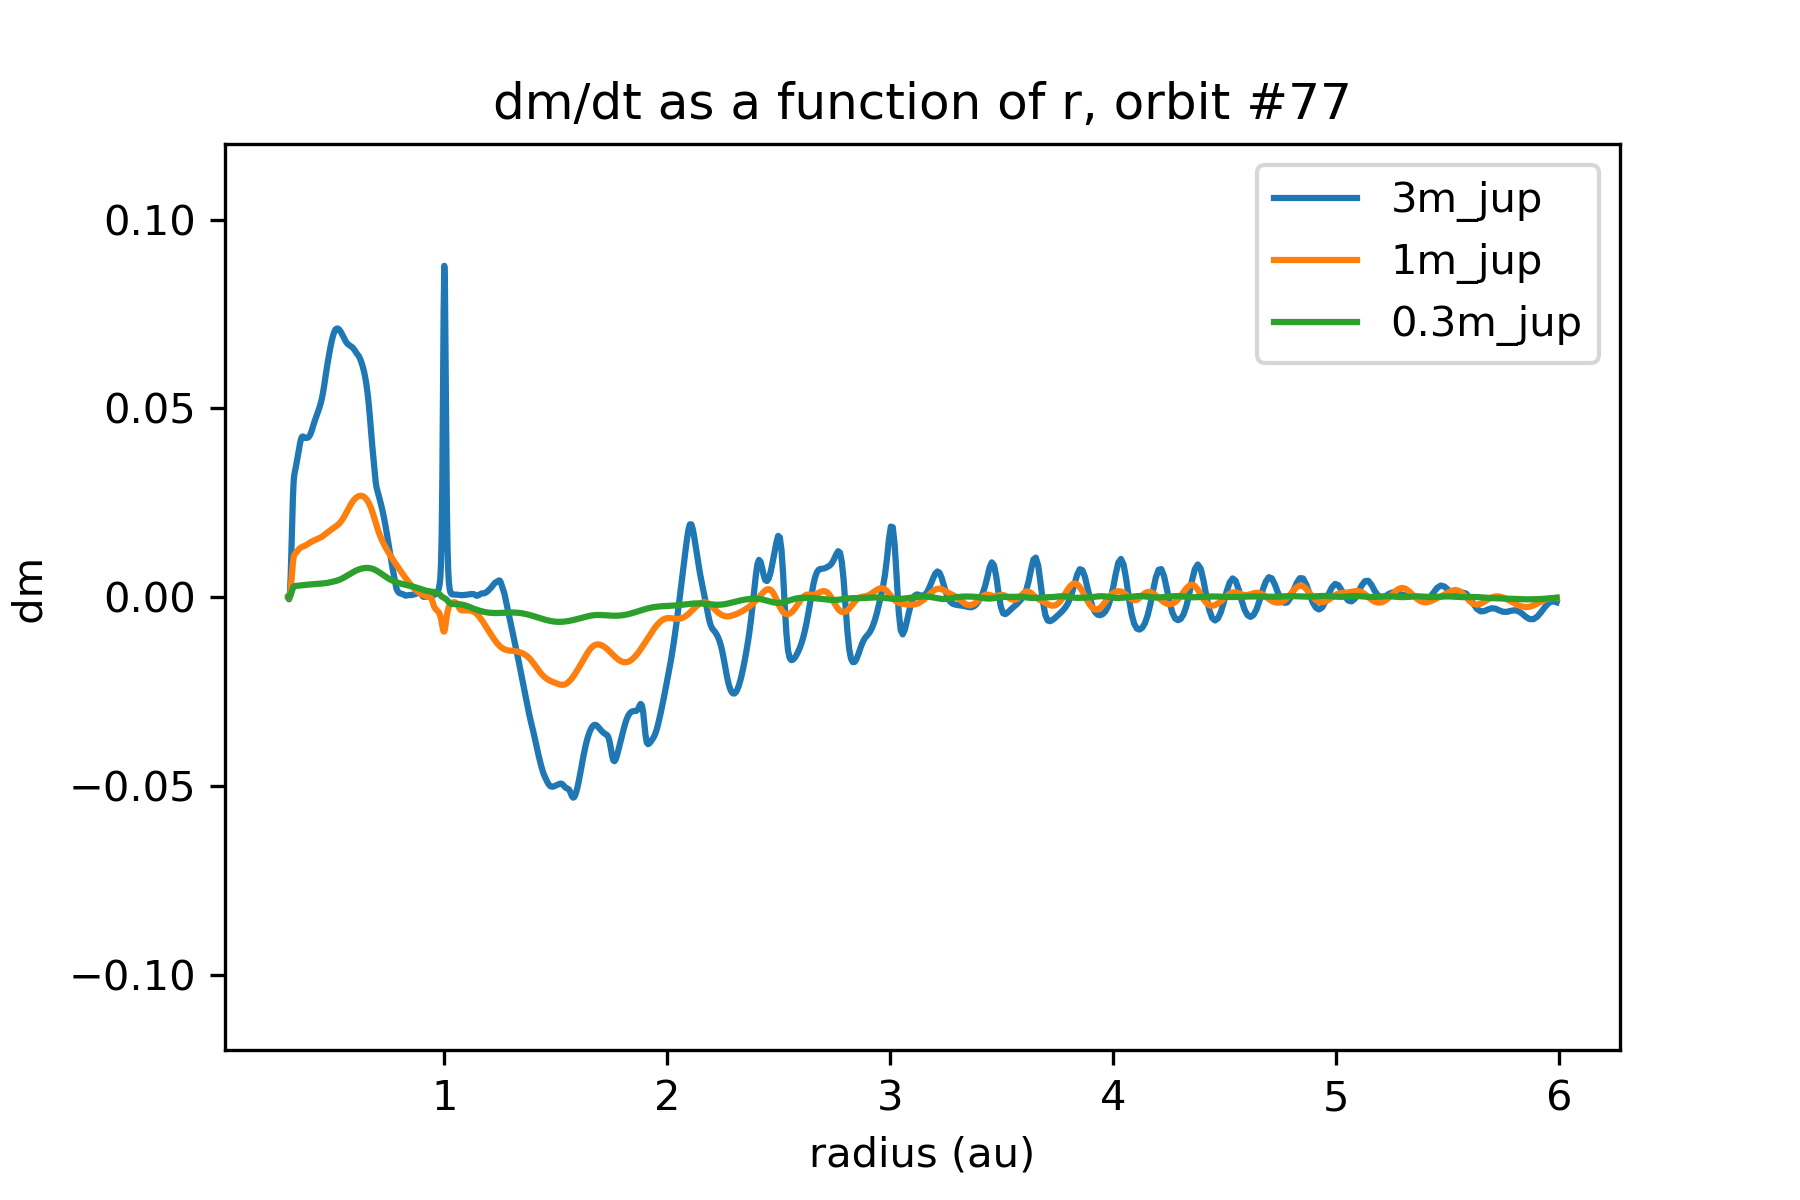 dm/dt as a function of r, orbit #77
3m_jup
1m_jup
0.3m_jup
dm
0.10
0.05
0.00
−0.05
−0.10
1 2 3 4 5 6
radius (au)